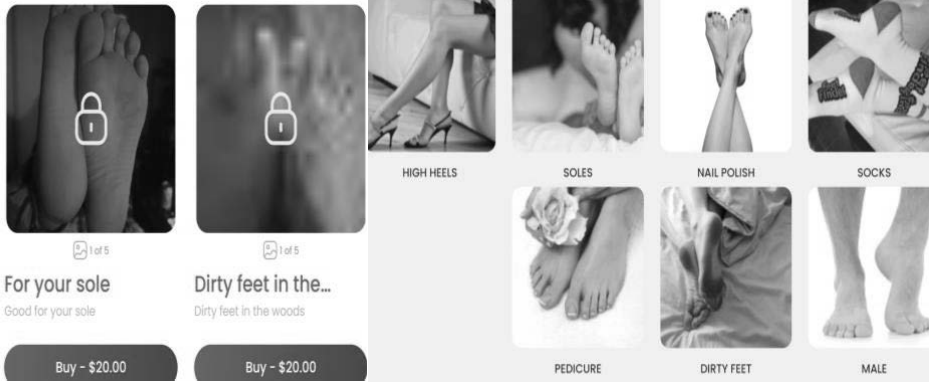 1 of 5
For your sole
Good for your sole
Buy - $20.00
1 of 5
Dirty feet in the...
Dirty feet in the woods
Buy - $20.00
HIGH HEELS
SOLES
NAIL POLISH
SOCKS
PEDICURE
DIRTY FEET
MALE